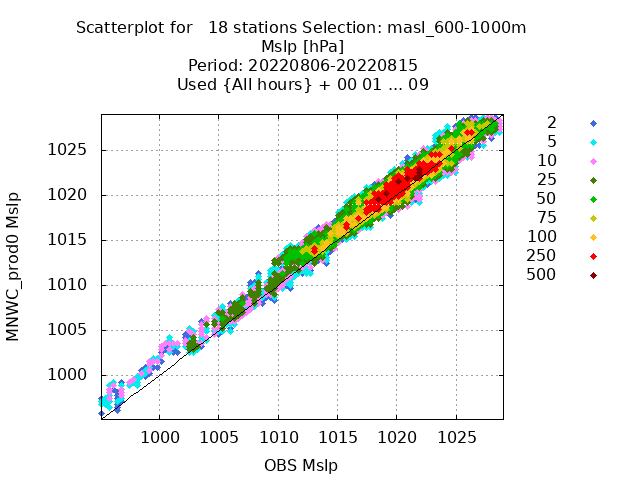 Scatterplot for   18 stations Selection: masl_600-1000m
Mslp [hPa]
Period: 20220806-20220815
Used {All hours} + 00 01 ... 09
2
5
10
25
50
75
100
250
500
1025
1020
1015
1010
1005
1000
MNWC_prod0 Mslp
1000 1005 1010 1015 1020 1025
OBS Mslp